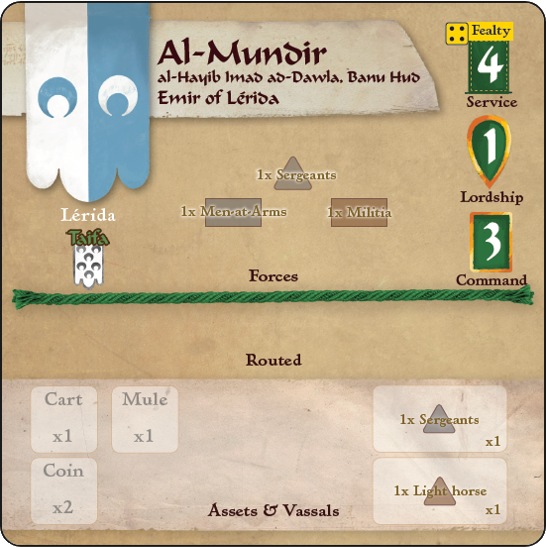 Al-Mundir
al-Hayib Imad ad-Dawla, Banu Hud
Emir of Lérida
Fealty
4
Service
1
Lordship
3
Command
Lérida
Taifa
1x Sergeants
1x Men-at-Arms
1x Militia
Forces
Routed
Cart
x1
Mule
x1
Coin
x2
1x Sergeants
x1
1x Light horse
x1
Assets & Vassals